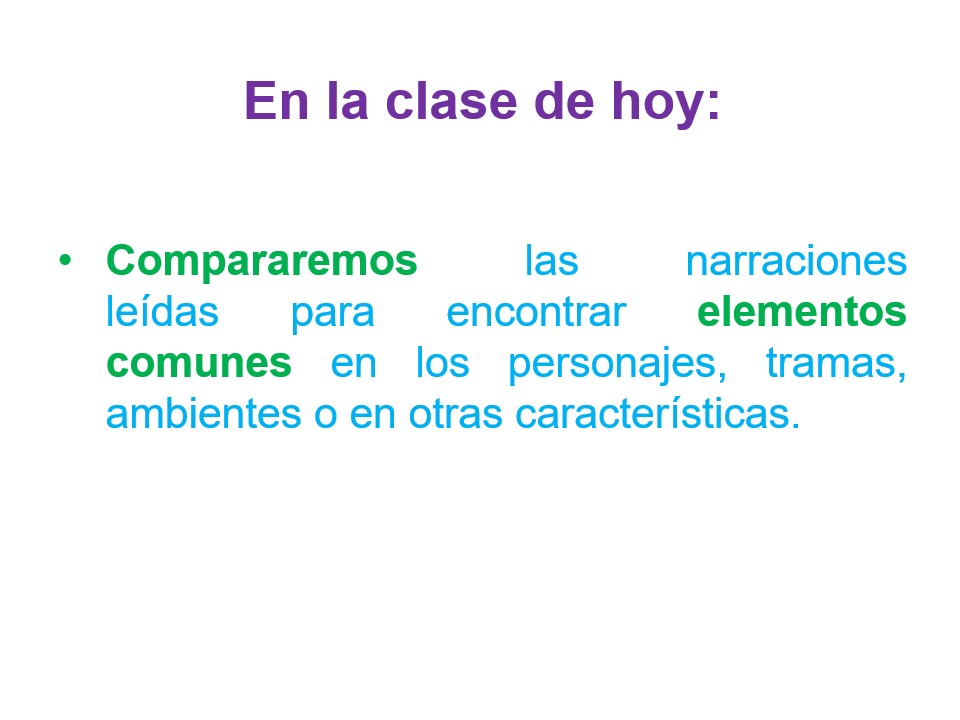 En la clase de hoy:
• Compararemos las narraciones
leídas para encontrar elementos
comunes en los personajes, tramas,
ambientes o en otras características.